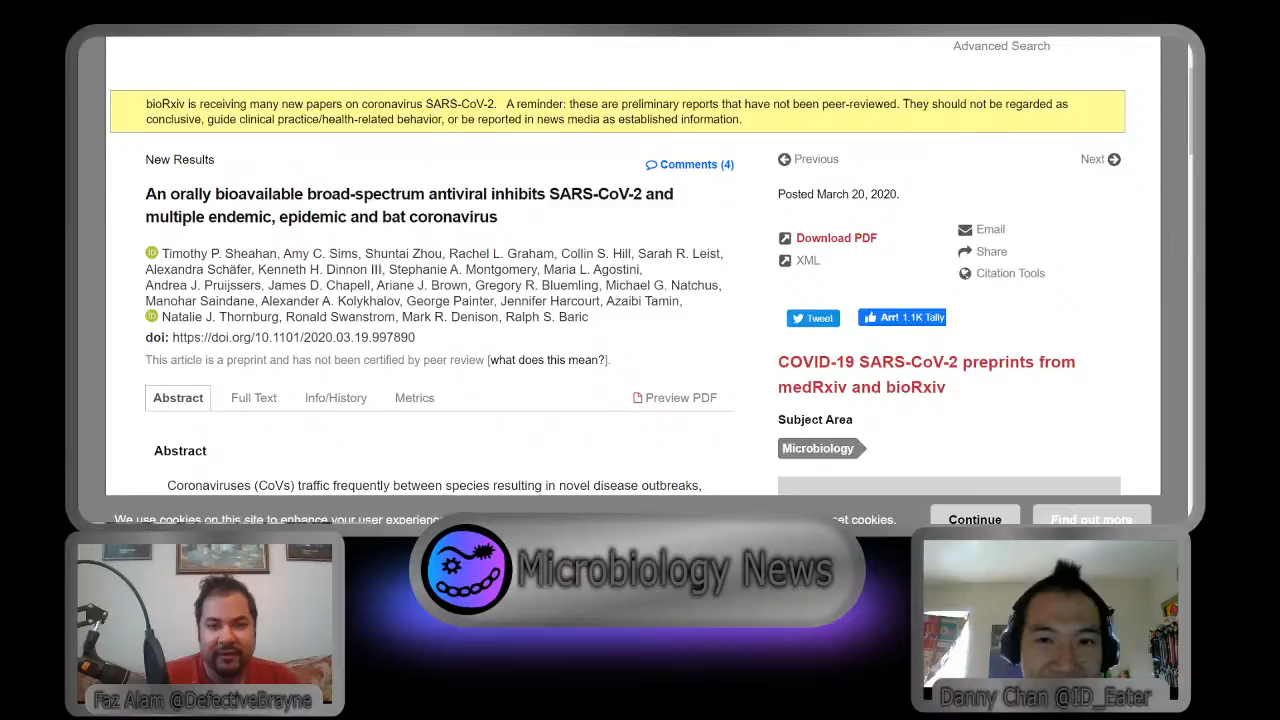 Advanced Search
bioRxiv is receiving many new papers on coronavirus SARS-CoV-2. A reminder: these are preliminary reports that have not been peer-reviewed. They should not be regarded as
conclusive, guide clinical practice/health-related behavior, or be reported in news media as established information.
New Results
Comments (4)
An orally bioavailable broad-spectrum antiviral inhibits SARS-CoV-2 and
multiple endemic, epidemic and bat coronavirus
Timothy P. Sheahan, Amy C. Sims, Shuntai Zhou, Rachel L. Graham, Collin S. Hill, Sarah R. Leist,
Alexandra Schäfer, Kenneth H. Dinnon III, Stephanie A. Montgomery, Maria L. Agostini,
Andrea J. Pruijssers, James D. Chapell, Ariane J. Brown, Gregory R. Bluemling, Michael G. Natchus,
Manohar Saindane, Alexander A. Kolykhalov, George Painter, Jennifer Harcourt, Azaibi Tamin,
Natalie J. Thornburg, Ronald Swanstrom, Mark R. Denison, Ralph S. Baric
doi: https://doi.org/10.1101/2020.03.19.997890
This article is a preprint and has not been certified by peer review [what does this mean?].
Abstract
Full Text
Info/History
Metrics
Preview PDF
Abstract
Coronaviruses (CoVs) traffic frequently between species resulting in novel disease outbreaks,
Previous
Next
Posted March 20, 2020.
Download PDF
Email
XML
Share
Citation Tools
Tweet
Arr! 1.1K Tally
COVID-19 SARS-CoV-2 preprints from
medRxiv and bioRxiv
Subject Area
Microbiology
We use cookies on this site to enhance your user experienc
et cookies.
Continue
Find out more
Microbiology News
Faz Alam @DefectiveBrayne
Danny Chan @ID_Eater